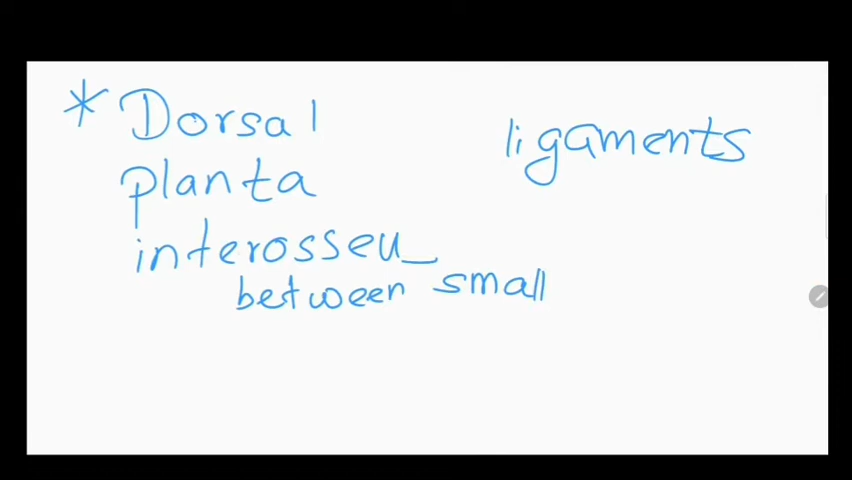 * Dorsal
ligaments
planta
interosseu_
between small